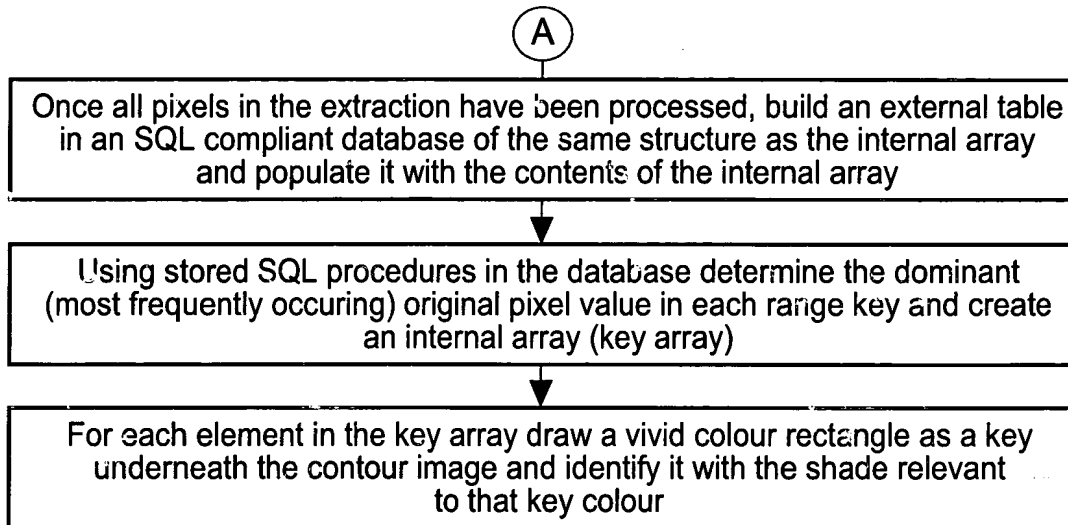 A
Once all pixels in the extraction have been processed, build an external table
in an SQL compliant database of the same structure as the internal array
and populate it with the contents of the internal array
Using stored SQL procedures in the database determine the dominant
(most frequently occuring) original pixel value in each range key and create
an internal array (key array)
For each element in the key array draw a vivid colour rectangle as a key
underneath the contour image and identify it with the shade relevant
to that key colour